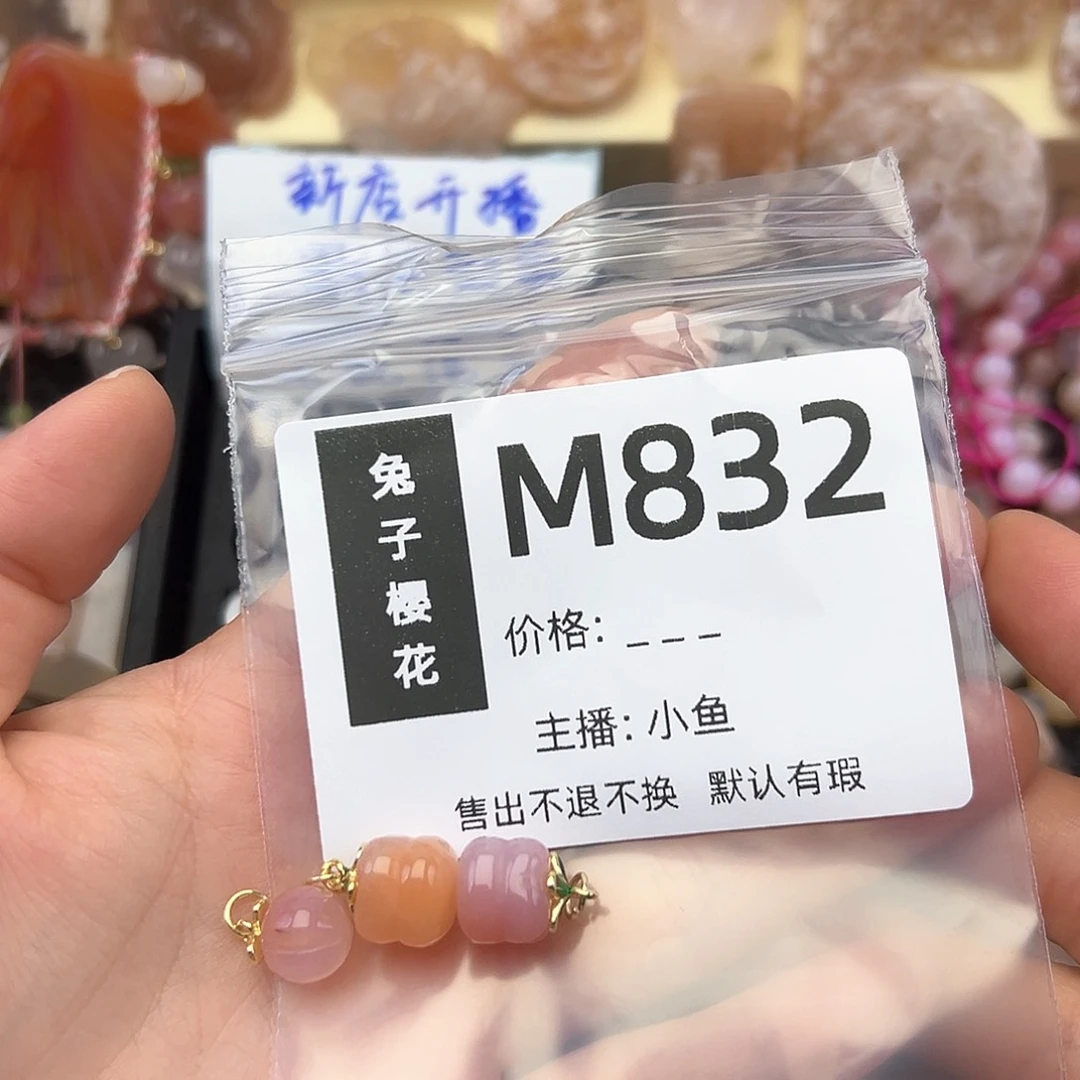 新店开播
兔子樱花
M832
价格: _ _ _
主播: 小鱼
售出不退不换 默认有瑕